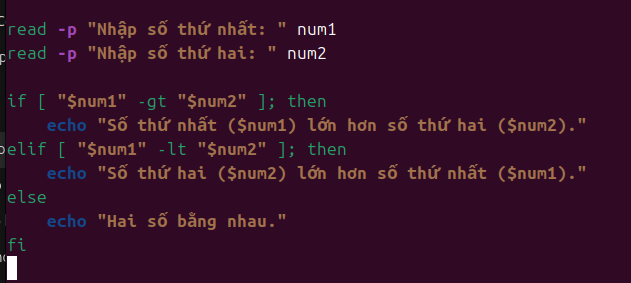 read -p "Nhập số thứ nhất: " num1
read -p "Nhập số thứ hai: " num2
if [ "$num1" -gt "$num2" ]; then
    echo "Số thứ nhất ($num1) lớn hơn số thứ hai ($num2)."
elif [ "$num1" -lt "$num2" ]; then
    echo "Số thứ hai ($num2) lớn hơn số thứ nhất ($num1)."
else
    echo "Hai số bằng nhau."
fi